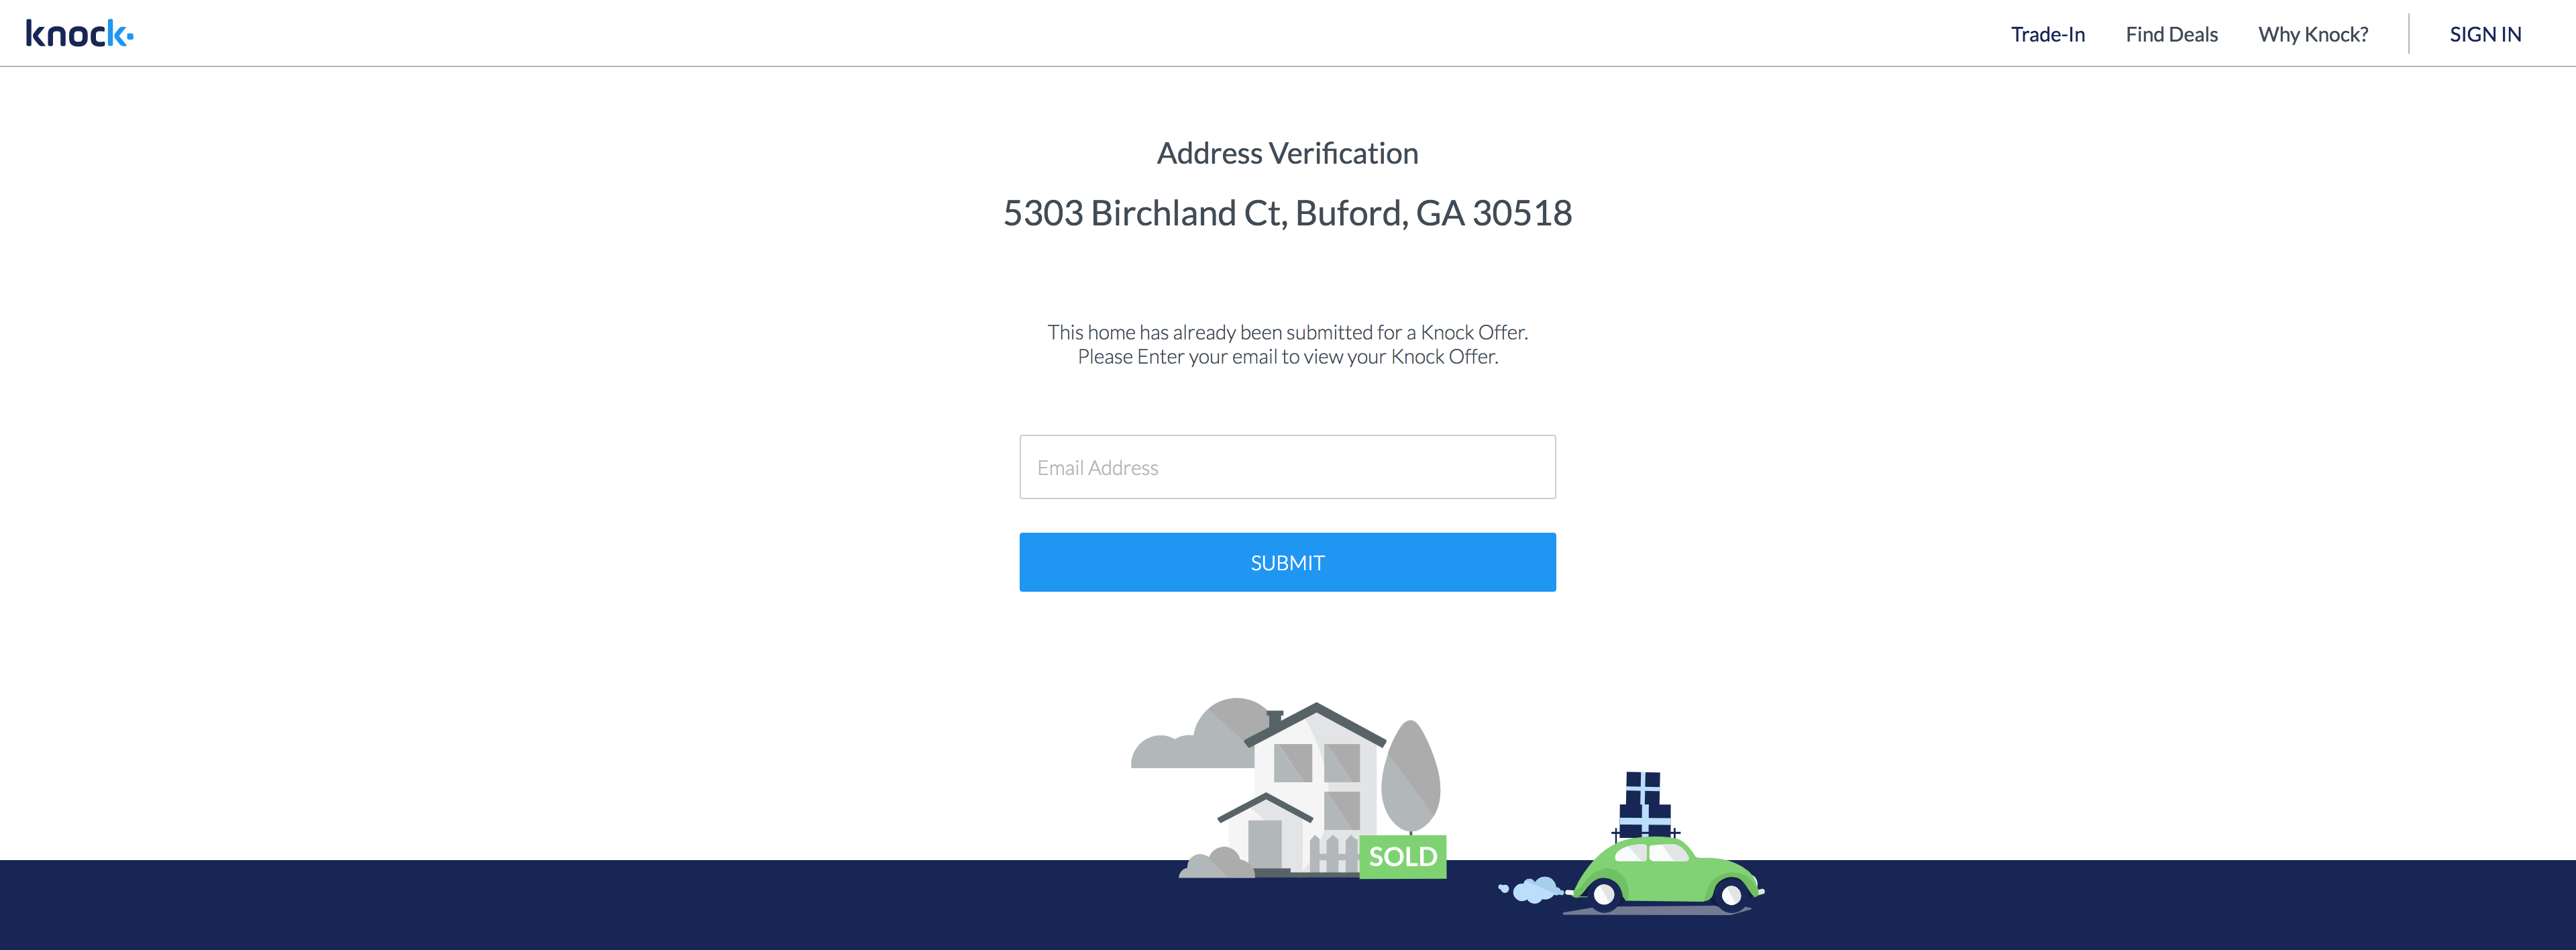 knock
Trade-In
Find Deals
Why Knock?
SIGN IN
Address Verification
5303 Birchland Ct, Buford, GA 30518
This home has already been submitted for a Knock Offer.
Please Enter your email to view your Knock Offer.
Email Address
SUBMIT
SOLD